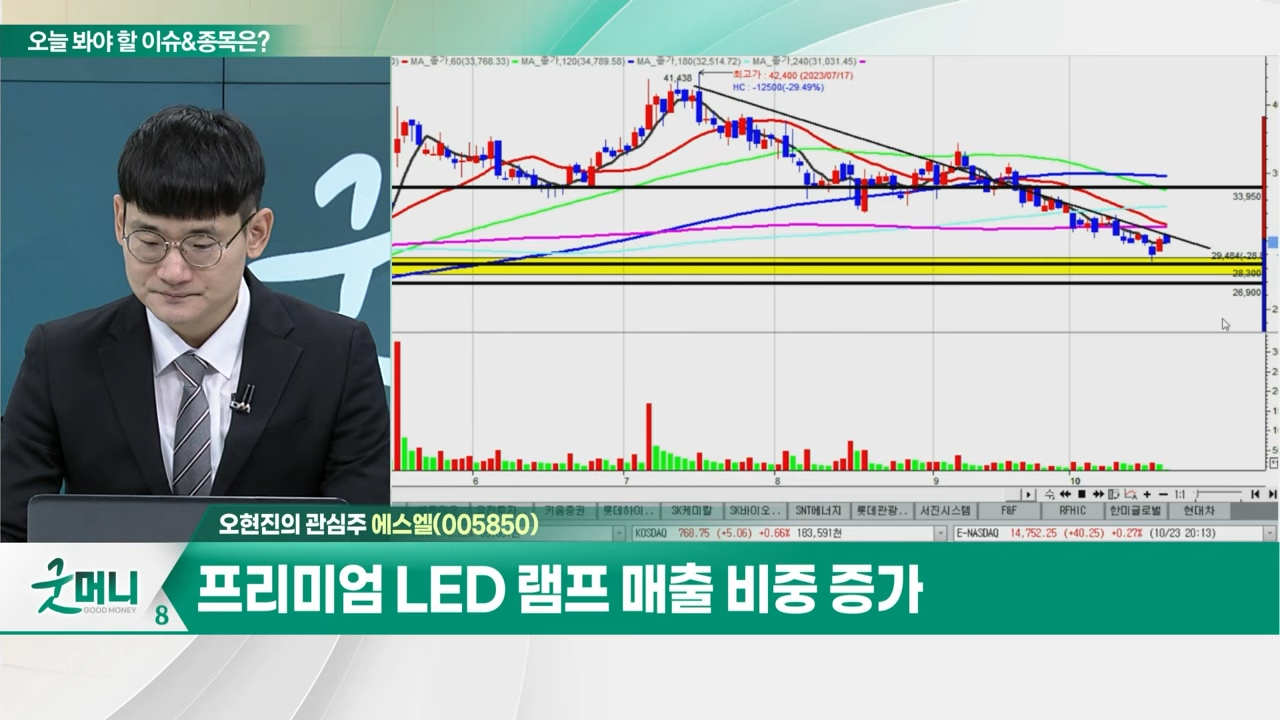 오늘 봐야 할 이슈&종목은?
MA_종가,60(33,768.33) MA_종가,120(34,789.58) MA_종가,180(32,514.72) MA_종가,240(31,031.45)
41,438
최고가 : 42,400 (2023/07/17)
HC : -12500(-29.49%)
33,950
29,484(-28.
28,300
26,900
6 7 8 9 10
1:1
키움증권 롯데하이.. SK케미칼 SK바이오.. SNT에너지 롯데관광.. 서진시스템 F&F RFHIC 한미글로벌 현대차
KOSDAQ 768.75 (+5.06) +0.66% 183,591천 E-NASDAQ 14,752.25 (+40.25) +0.27% (10/23 20:13)
오현진의 관심주 에스엘(005850)
굿머니
GOOD MONEY
8
프리미엄 LED 램프 매출 비중 증가